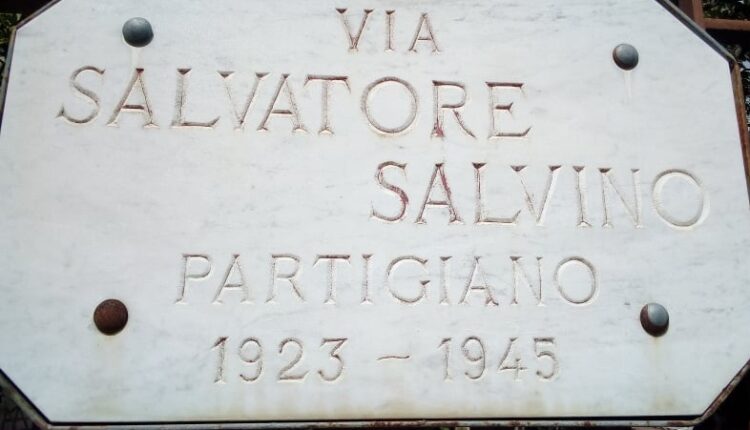 VIA
SALVATORE
SALVINO
PARTIGIANO
1923 - 1945